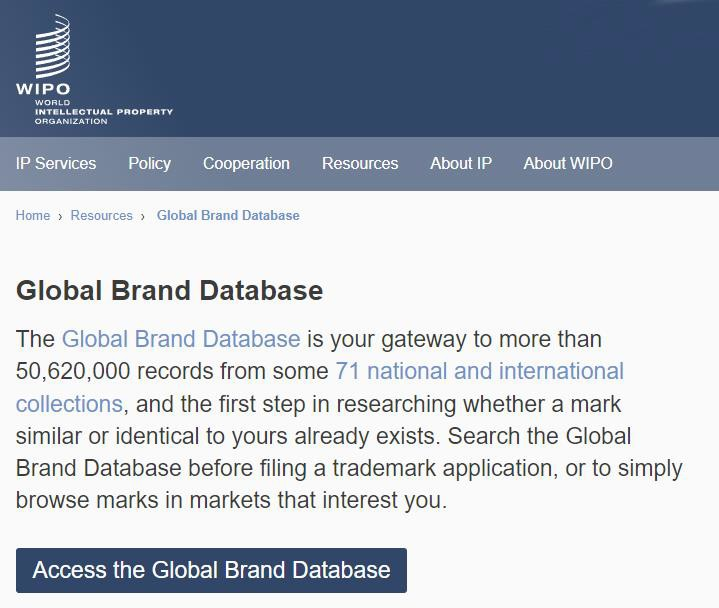 WIPO
WORLD
INTELLECTUAL PROPERTY
ORGANIZATION
IP Services Policy Cooperation Resources About IP About WIPO
Home › Resources › Global Brand Database
Global Brand Database
The Global Brand Database is your gateway to more than
50,620,000 records from some 71 national and international
collections, and the first step in researching whether a mark
similar or identical to yours already exists. Search the Global
Brand Database before filing a trademark application, or to simply
browse marks in markets that interest you.
Access the Global Brand Database